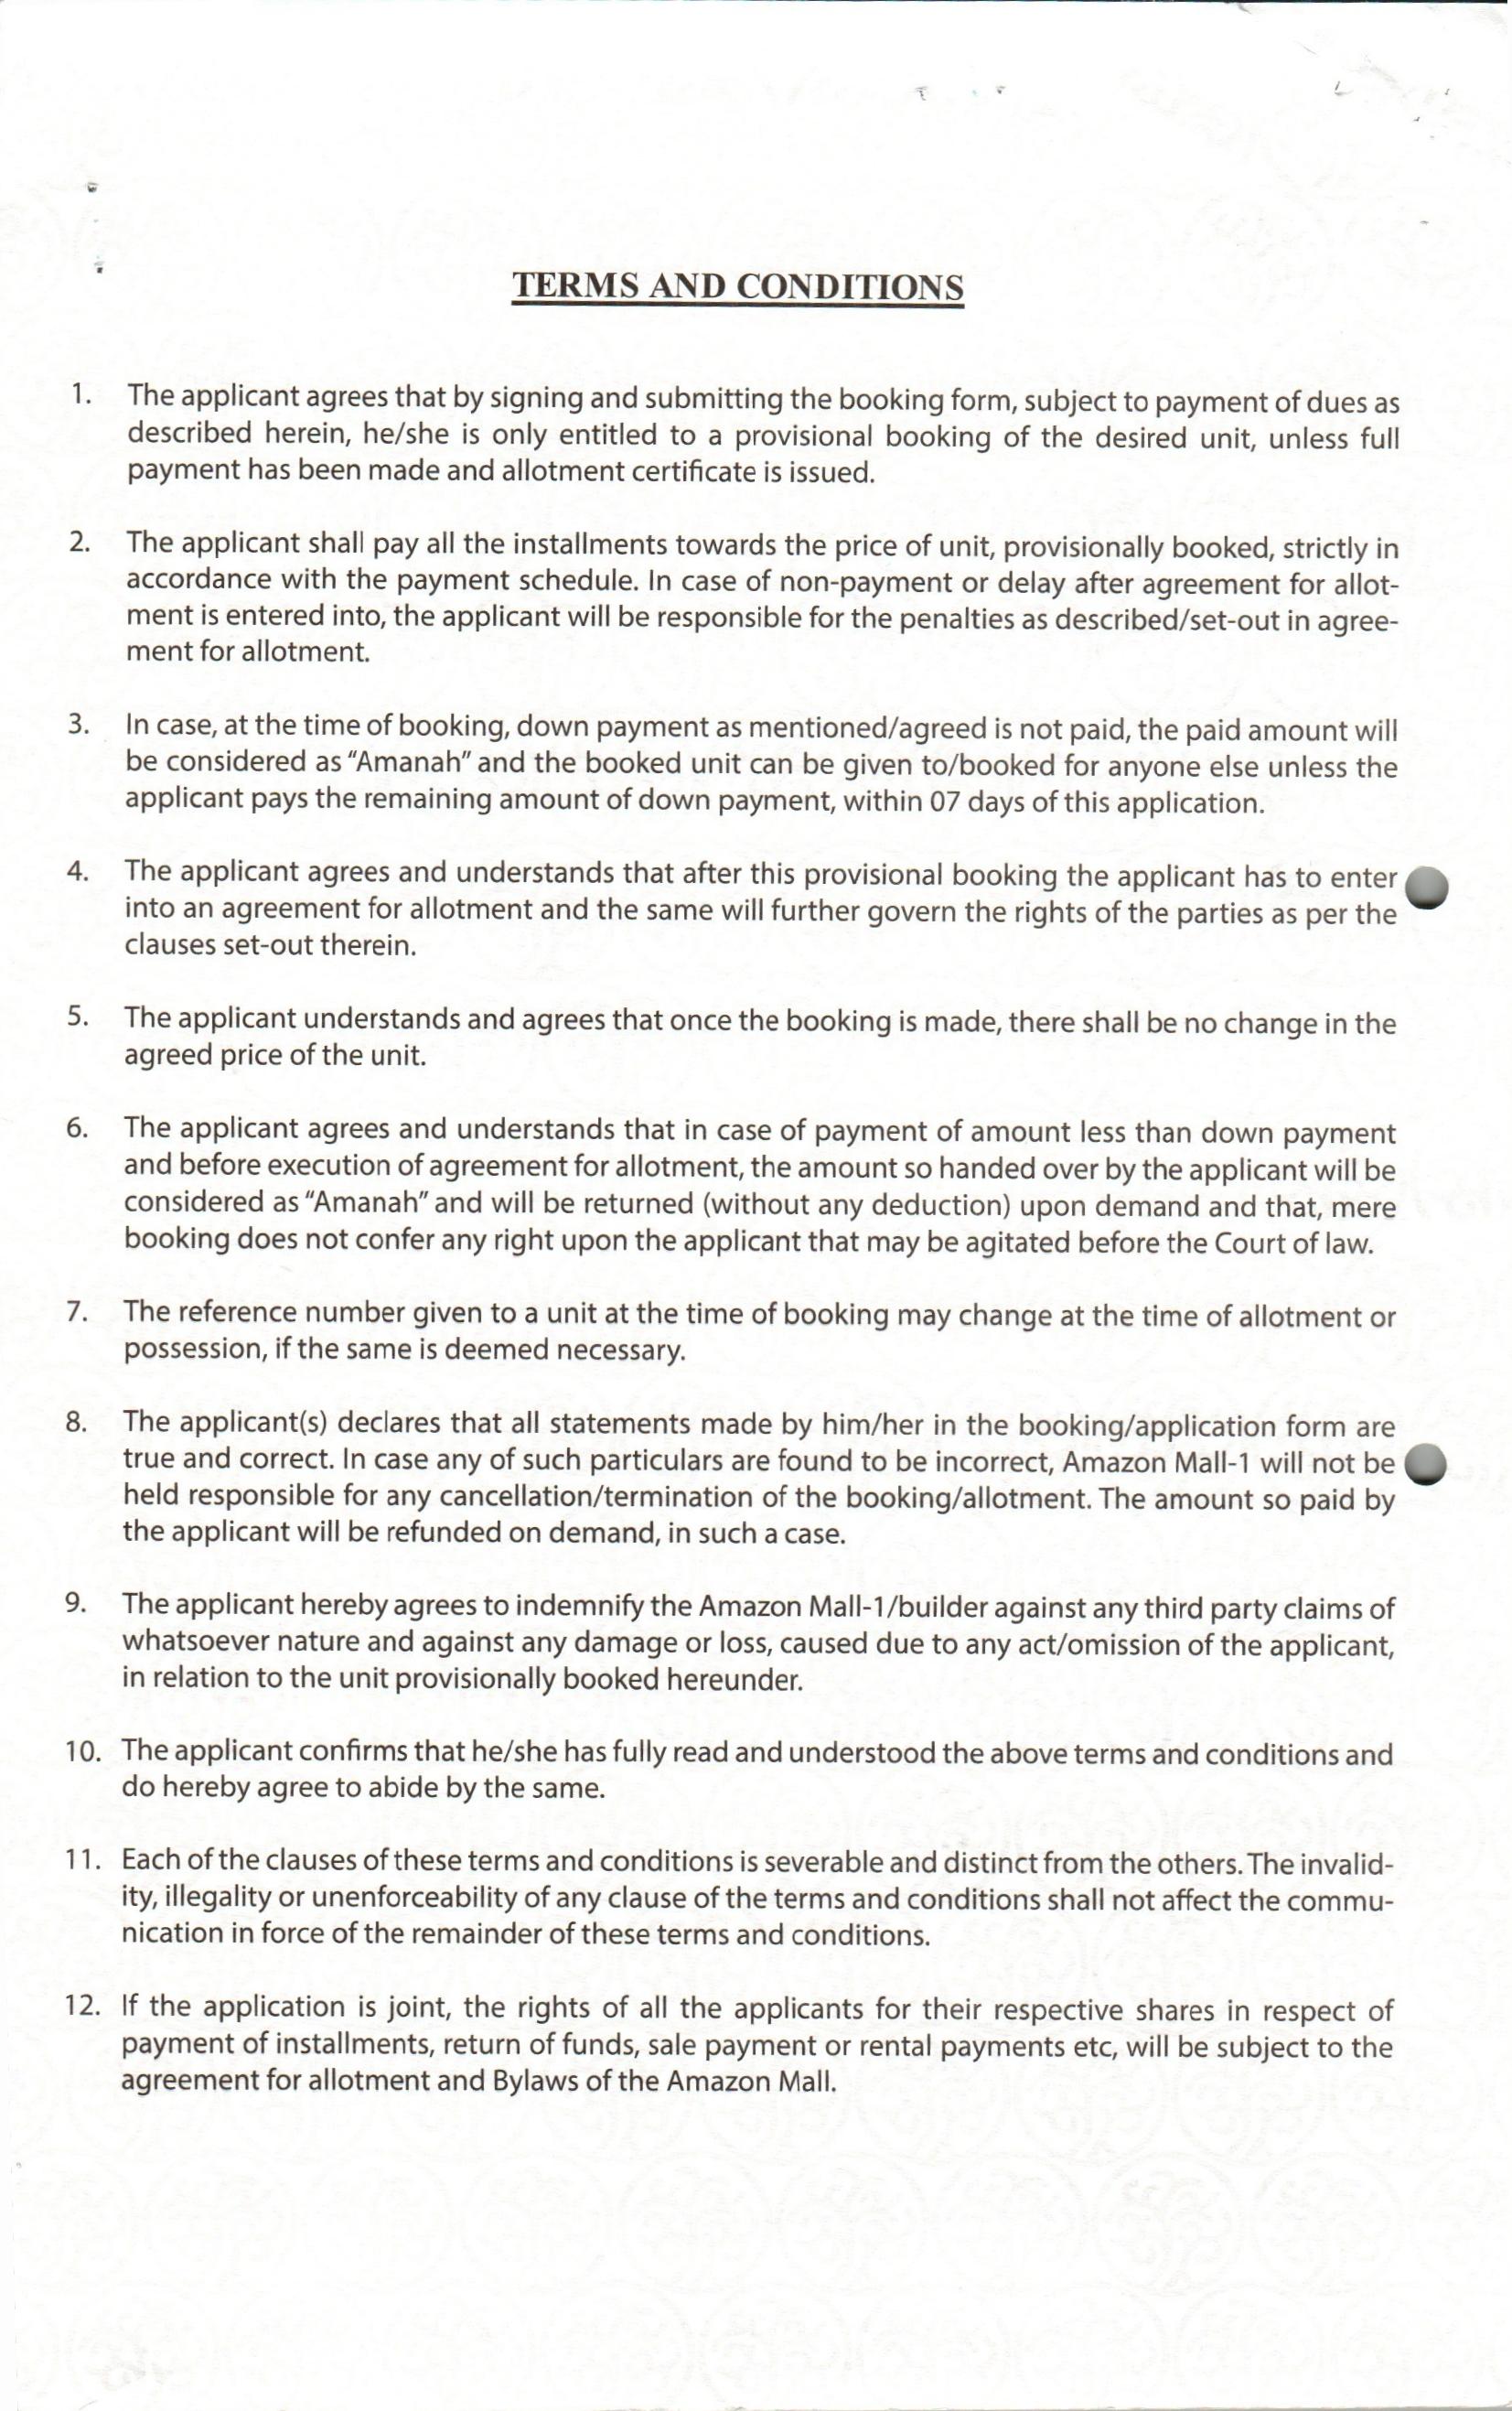 TERMS AND CONDITIONS
1. The applicant agrees that by signing and submitting the booking form, subject to payment of dues as
described herein, he/she is only entitled to a provisional booking of the desired unit, unless full
payment has been made and allotment certificate is issued.
2. The applicant shall pay all the installments towards the price of unit, provisionally booked, strictly in
accordance with the payment schedule. In case of non-payment or delay after agreement for allot-
ment is entered into, the applicant will be responsible for the penalties as described/set-out in agree-
ment for allotment.
3. In case, at the time of booking, down payment as mentioned/agreed is not paid, the paid amount will
be considered as “Amanah” and the booked unit can be given to/booked for anyone else unless the
applicant pays the remaining amount of down payment, within 07 days of this application.
4. The applicant agrees and understands that after this provisional booking the applicant has to enter
into an agreement for allotment and the same will further govern the rights of the parties as per the
clauses set-out therein.
5. The applicant understands and agrees that once the booking is made, there shall be no change in the
agreed price of the unit.
6. The applicant agrees and understands that in case of payment of amount less than down payment
and before execution of agreement for allotment, the amount so handed over by the applicant will be
considered as “Amanah” and will be returned (without any deduction) upon demand and that, mere
booking does not confer any right upon the applicant that may be agitated before the Court of law.
7. The reference number given to a unit at the time of booking may change at the time of allotment or
possession, if the same is deemed necessary.
8. The applicant(s) declares that all statements made by him/her in the booking/application form are
true and correct. In case any of such particulars are found to be incorrect, Amazon Mall-1 will not be
held responsible for any cancellation/termination of the booking/allotment. The amount so paid by
the applicant will be refunded on demand, in such a case.
9. The applicant hereby agrees to indemnify the Amazon Mall-1/builder against any third party claims of
whatsoever nature and against any damage or loss, caused due to any act/omission of the applicant,
in relation to the unit provisionally booked hereunder.
10. The applicant confirms that he/she has fully read and understood the above terms and conditions and
do hereby agree to abide by the same.
11. Each of the clauses of these terms and conditions is severable and distinct from the others. The invalid-
ity, illegality or unenforceability of any clause of the terms and conditions shall not affect the commu-
nication in force of the remainder of these terms and conditions.
12. If the application is joint, the rights of all the applicants for their respective shares in respect of
payment of installments, return of funds, sale payment or rental payments etc, will be subject to the
agreement for allotment and Bylaws of the Amazon Mall.